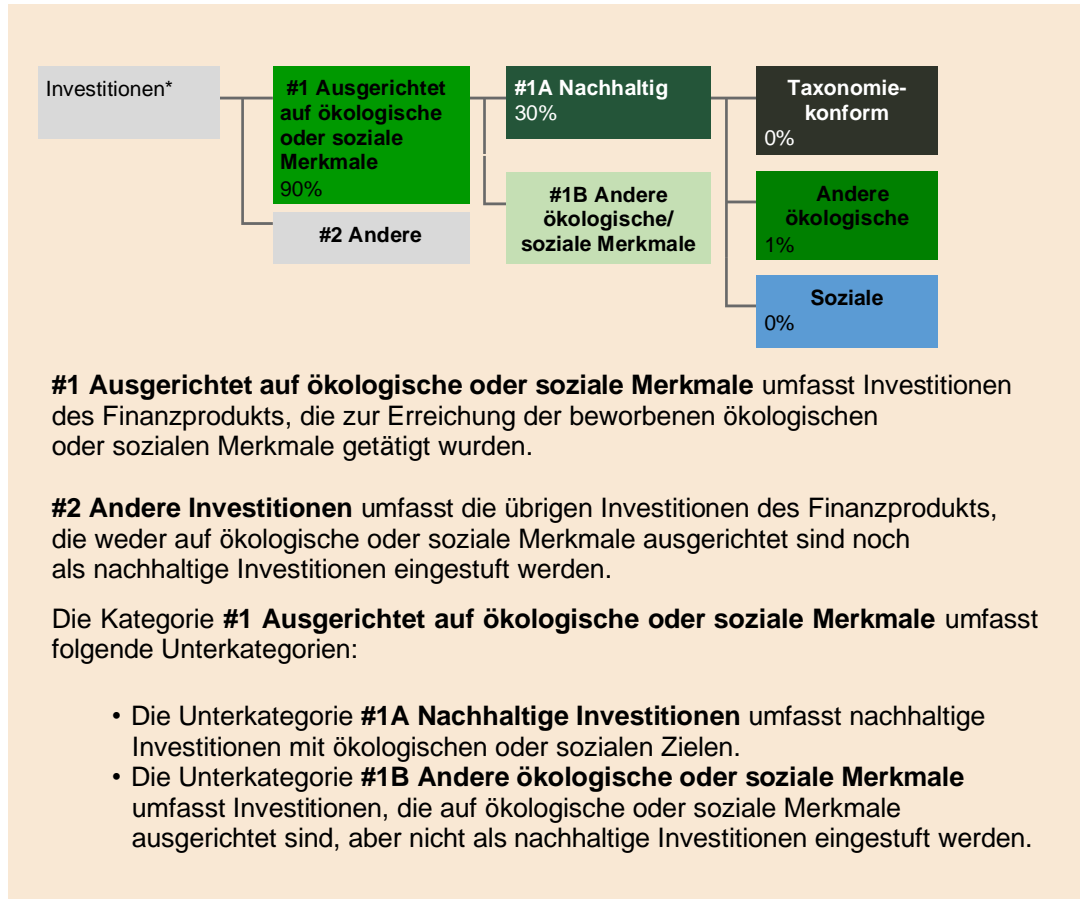 Investitionen*
#1 Ausgerichtet
auf ökologische
oder soziale
Merkmale
90%
#2 Andere
#1A Nachhaltig
30%
#1B Andere
ökologische/
soziale Merkmale
Taxonomie-
konform
0%
Andere
ökologische
1%
Soziale
0%
#1 Ausgerichtet auf ökologische oder soziale Merkmale umfasst Investitionen
des Finanzprodukts, die zur Erreichung der beworbenen ökologischen
oder sozialen Merkmale getätigt wurden.
#2 Andere Investitionen umfasst die übrigen Investitionen des Finanzprodukts,
die weder auf ökologische oder soziale Merkmale ausgerichtet sind noch
als nachhaltige Investitionen eingestuft werden.
Die Kategorie #1 Ausgerichtet auf ökologische oder soziale Merkmale umfasst
folgende Unterkategorien:
• Die Unterkategorie #1A Nachhaltige Investitionen umfasst nachhaltige
Investitionen mit ökologischen oder sozialen Zielen.
• Die Unterkategorie #1B Andere ökologische oder soziale Merkmale
umfasst Investitionen, die auf ökologische oder soziale Merkmale
ausgerichtet sind, aber nicht als nachhaltige Investitionen eingestuft werden.